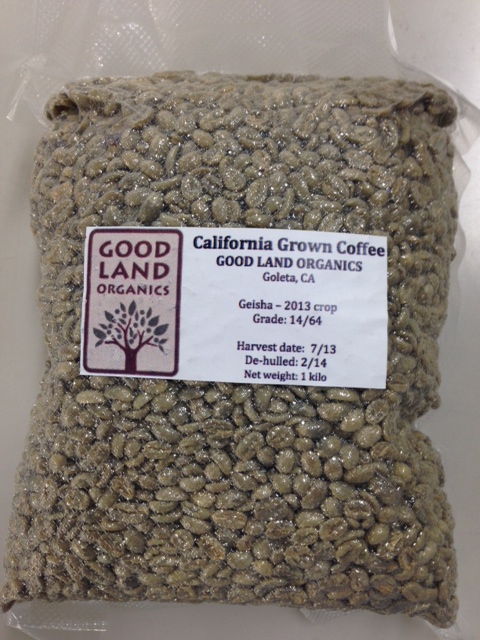 GOOD
LAND
ORGANICS
California Grown Coffee
GOOD LAND ORGANICS
Goleta, CA
Geisha – 2013 crop
Grade: 14/64
Harvest date: 7/13
De-hulled: 2/14
Net weight: 1 kilo